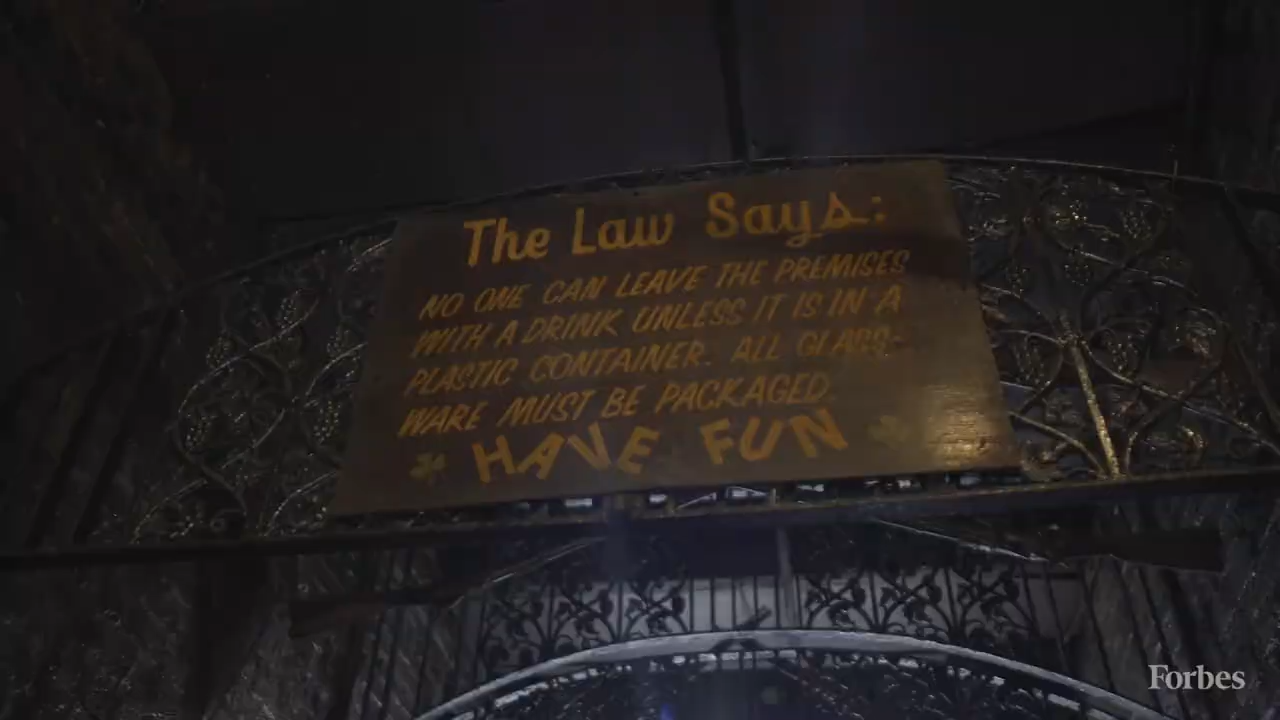 The Law Says:
NO ONE CAN LEAVE THE PREMISES
WITH A DRINK UNLESS IT IS IN A
PLASTIC CONTAINER. ALL GLASS-
WARE MUST BE PACKAGED.
HAVE FUN
Forbes